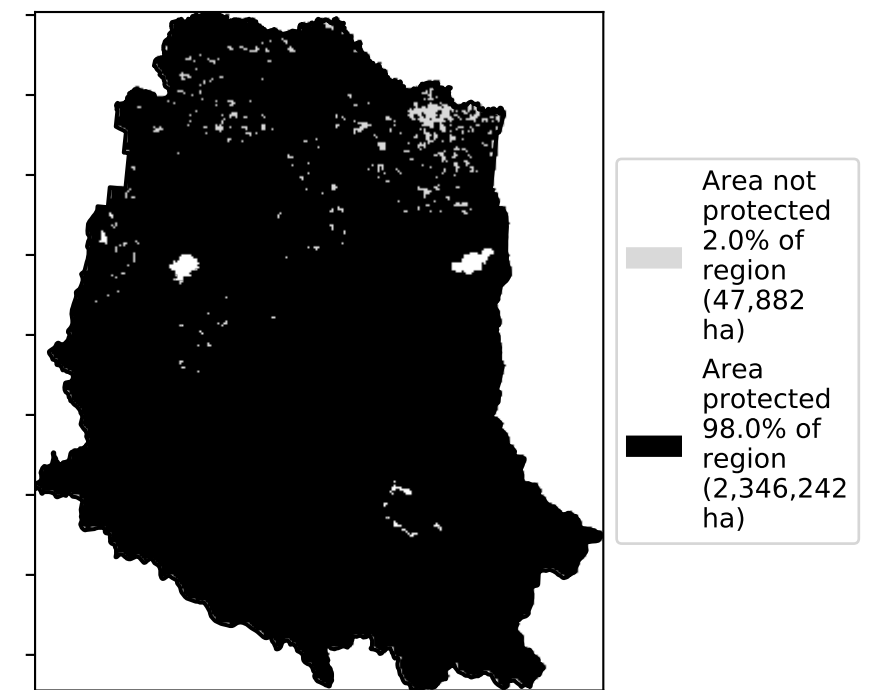 Area not
protected
2.0% of
region
(47,882
ha)
Area
protected
98.0% of
region
(2,346,242
ha)